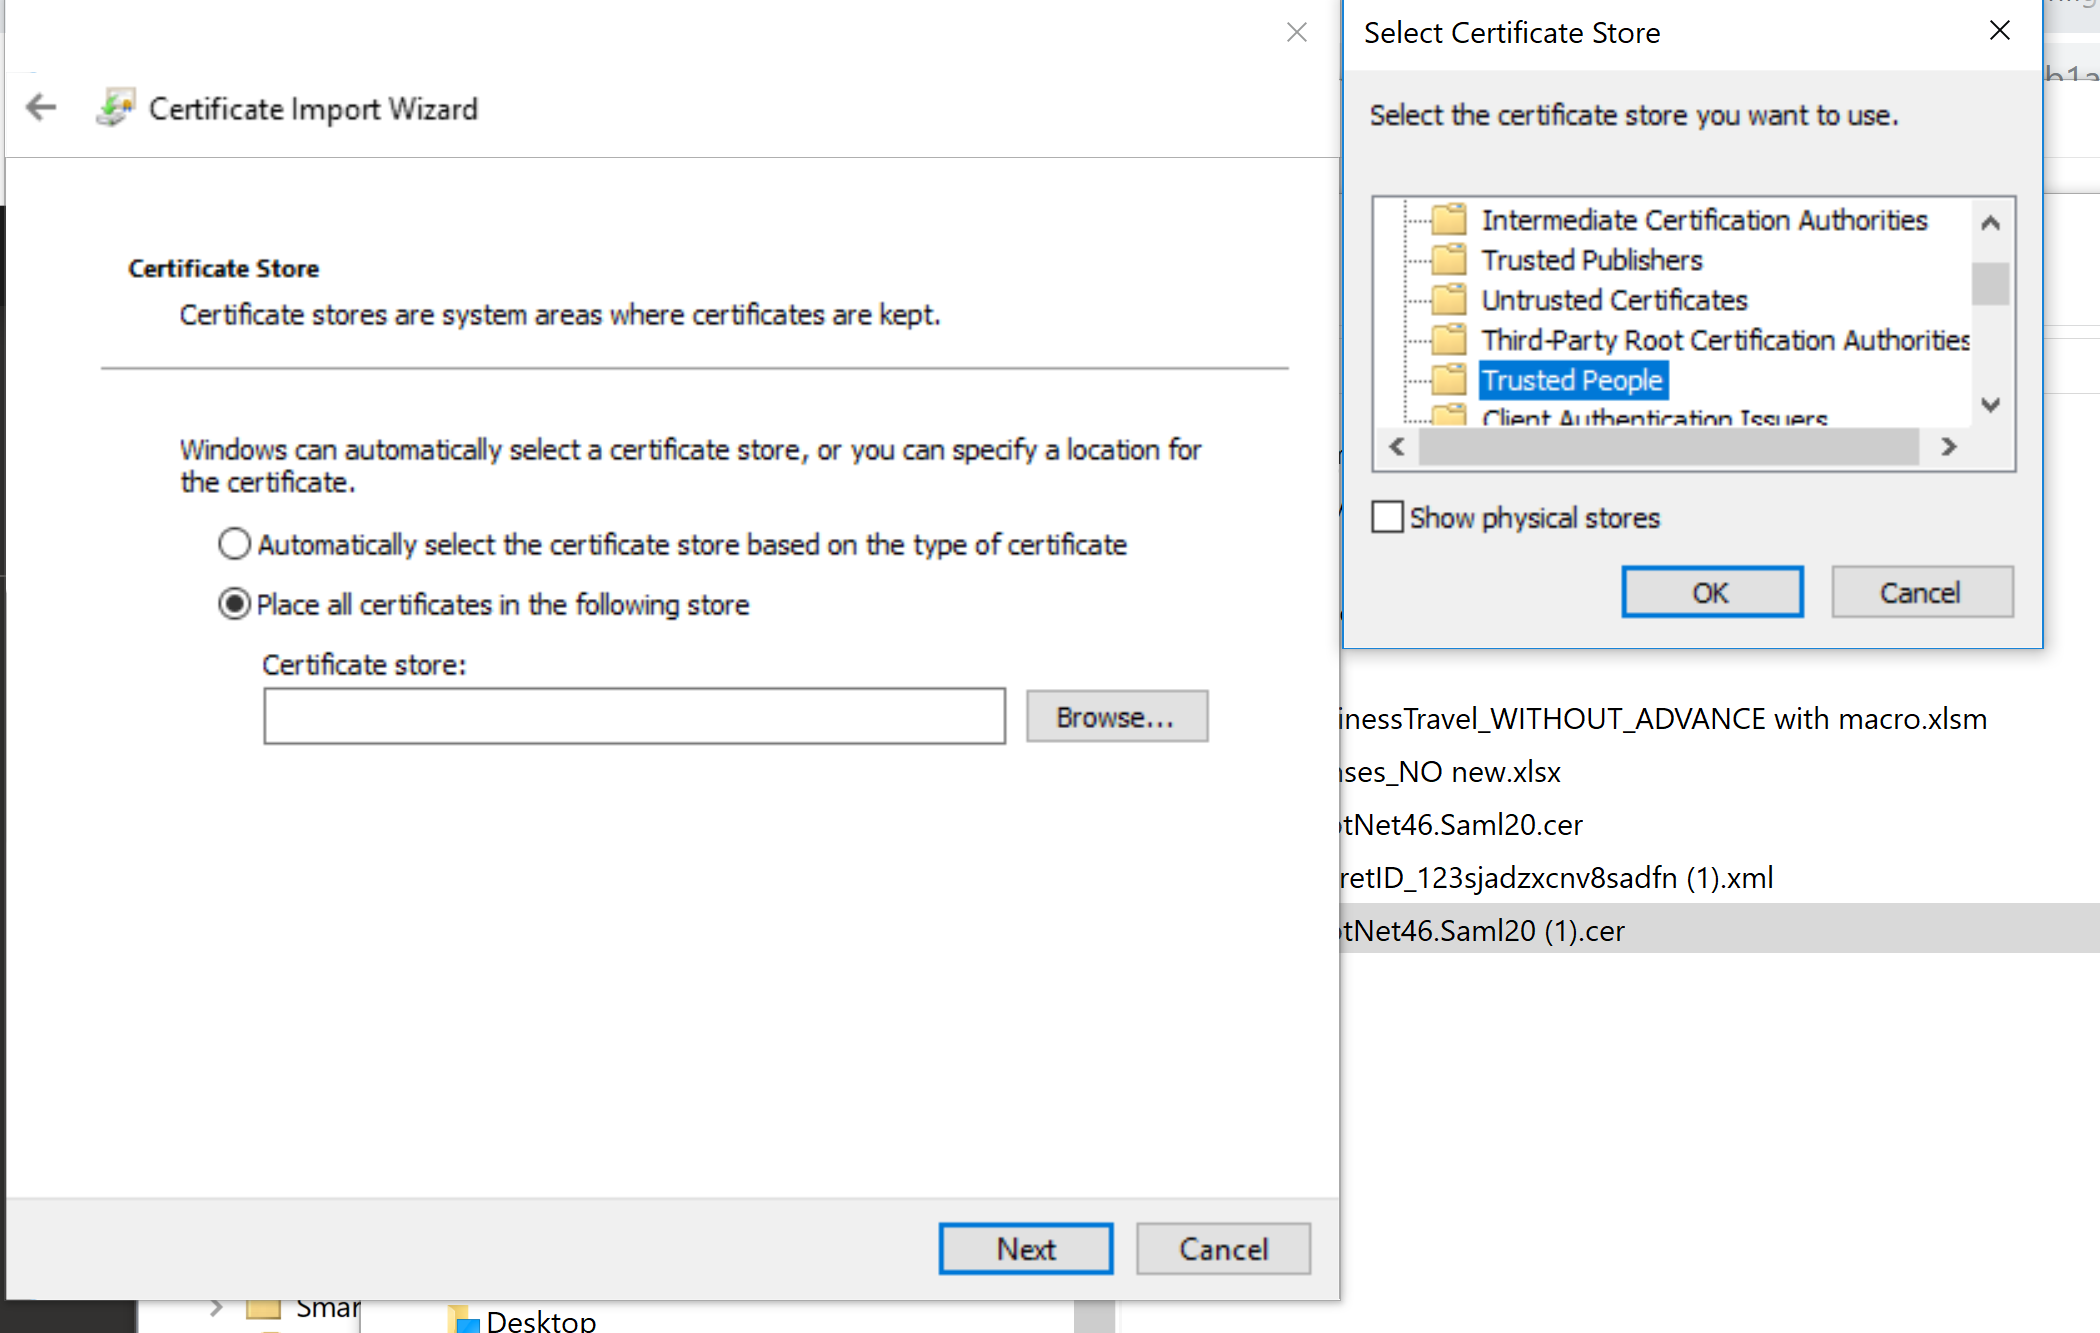 Certificate Import Wizard
Certificate Store
Certificate stores are system areas where certificates are kept.
Windows can automatically select a certificate store, or you can specify a location for
the certificate.
Automatically select the certificate store based on the type of certificate
Place all certificates in the following store
Certificate store:
Browse...
Next
Cancel
Select Certificate Store
Select the certificate store you want to use.
Intermediate Certification Authorities
Trusted Publishers
Untrusted Certificates
Third-Party Root Certification Authorities
Trusted People
Client Authentication Issuers
Show physical stores
OK
Cancel
inessTravel_WITHOUT_ADVANCE with macro.xlsm
nses_NO new.xlsx
otNet46.Saml20.cer
retID_123sjadzxcnv8sadfn (1).xml
otNet46.Saml20 (1).cer
Smar
Desktop